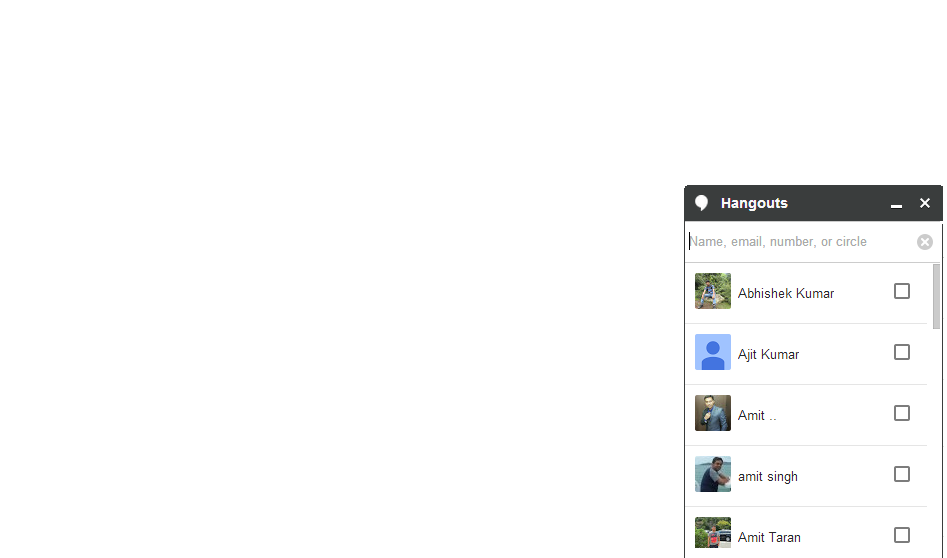 Hangouts
Name, email, number, or circle
Abhishek Kumar
Ajit Kumar
Amit ..
amit singh
Amit Taran